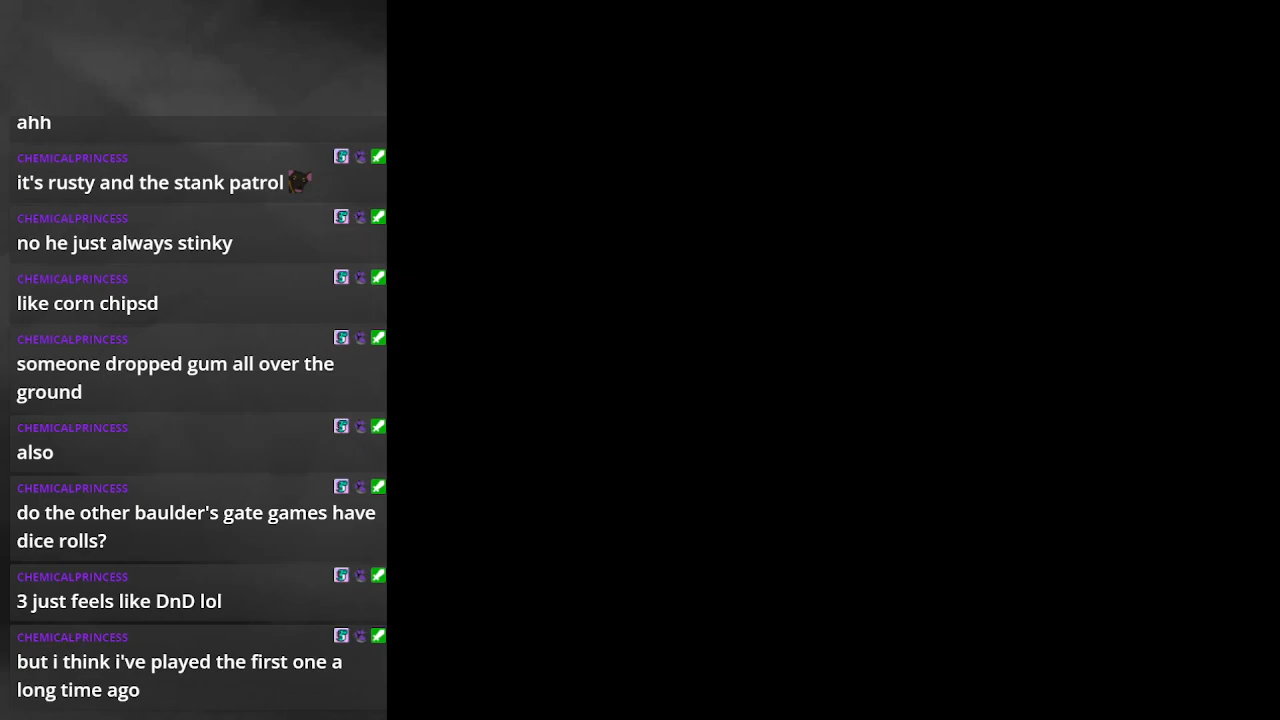 ahh
CHEMICALPRINCESS
it's rusty and the stank patrol
CHEMICALPRINCESS
no he just always stinky
CHEMICALPRINCESS
like corn chipsd
CHEMICALPRINCESS
someone dropped gum all over the
ground
CHEMICALPRINCESS
also
CHEMICALPRINCESS
do the other baulder's gate games have
dice rolls?
CHEMICALPRINCESS
3 just feels like DnD lol
CHEMICALPRINCESS
but i think i've played the first one a
long time ago